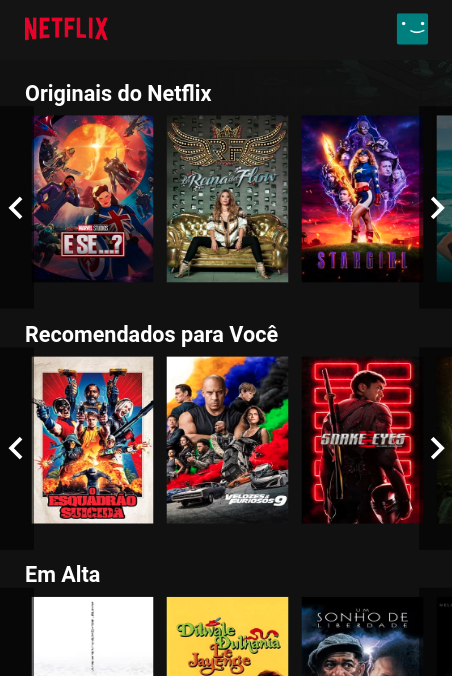 NETFLIX
Originais do Netflix
MARVEL STUDIOS
E SE...?
RF
La Reina del Flow
STARGIRL
Recomendados para Você
O
ESQUADRÃO
SUICIDA
VELOZES &
FURIOSOS 9
SNAKE EYES
Em Alta
Dilwale
Dulhania
Le
Jayenge
UM
SONHO DE
LIBERDADE